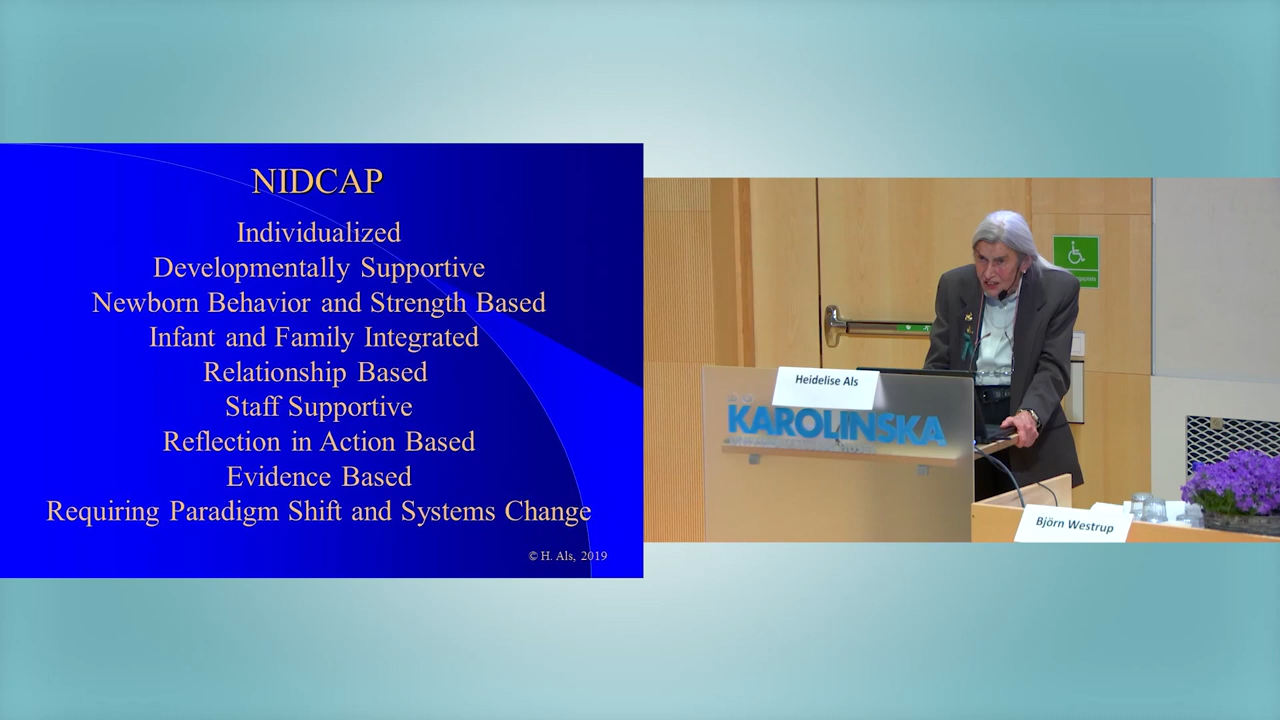 NIDCAP
Individualized
Developmentally Supportive
Newborn Behavior and Strength Based
Infant and Family Integrated
Relationship Based
Staff Supportive
Reflection in Action Based
Evidence Based
Requiring Paradigm Shift and Systems Change
© H. Als, 2019
Heidelise Als
KAROLINSKA
Björn Westrup